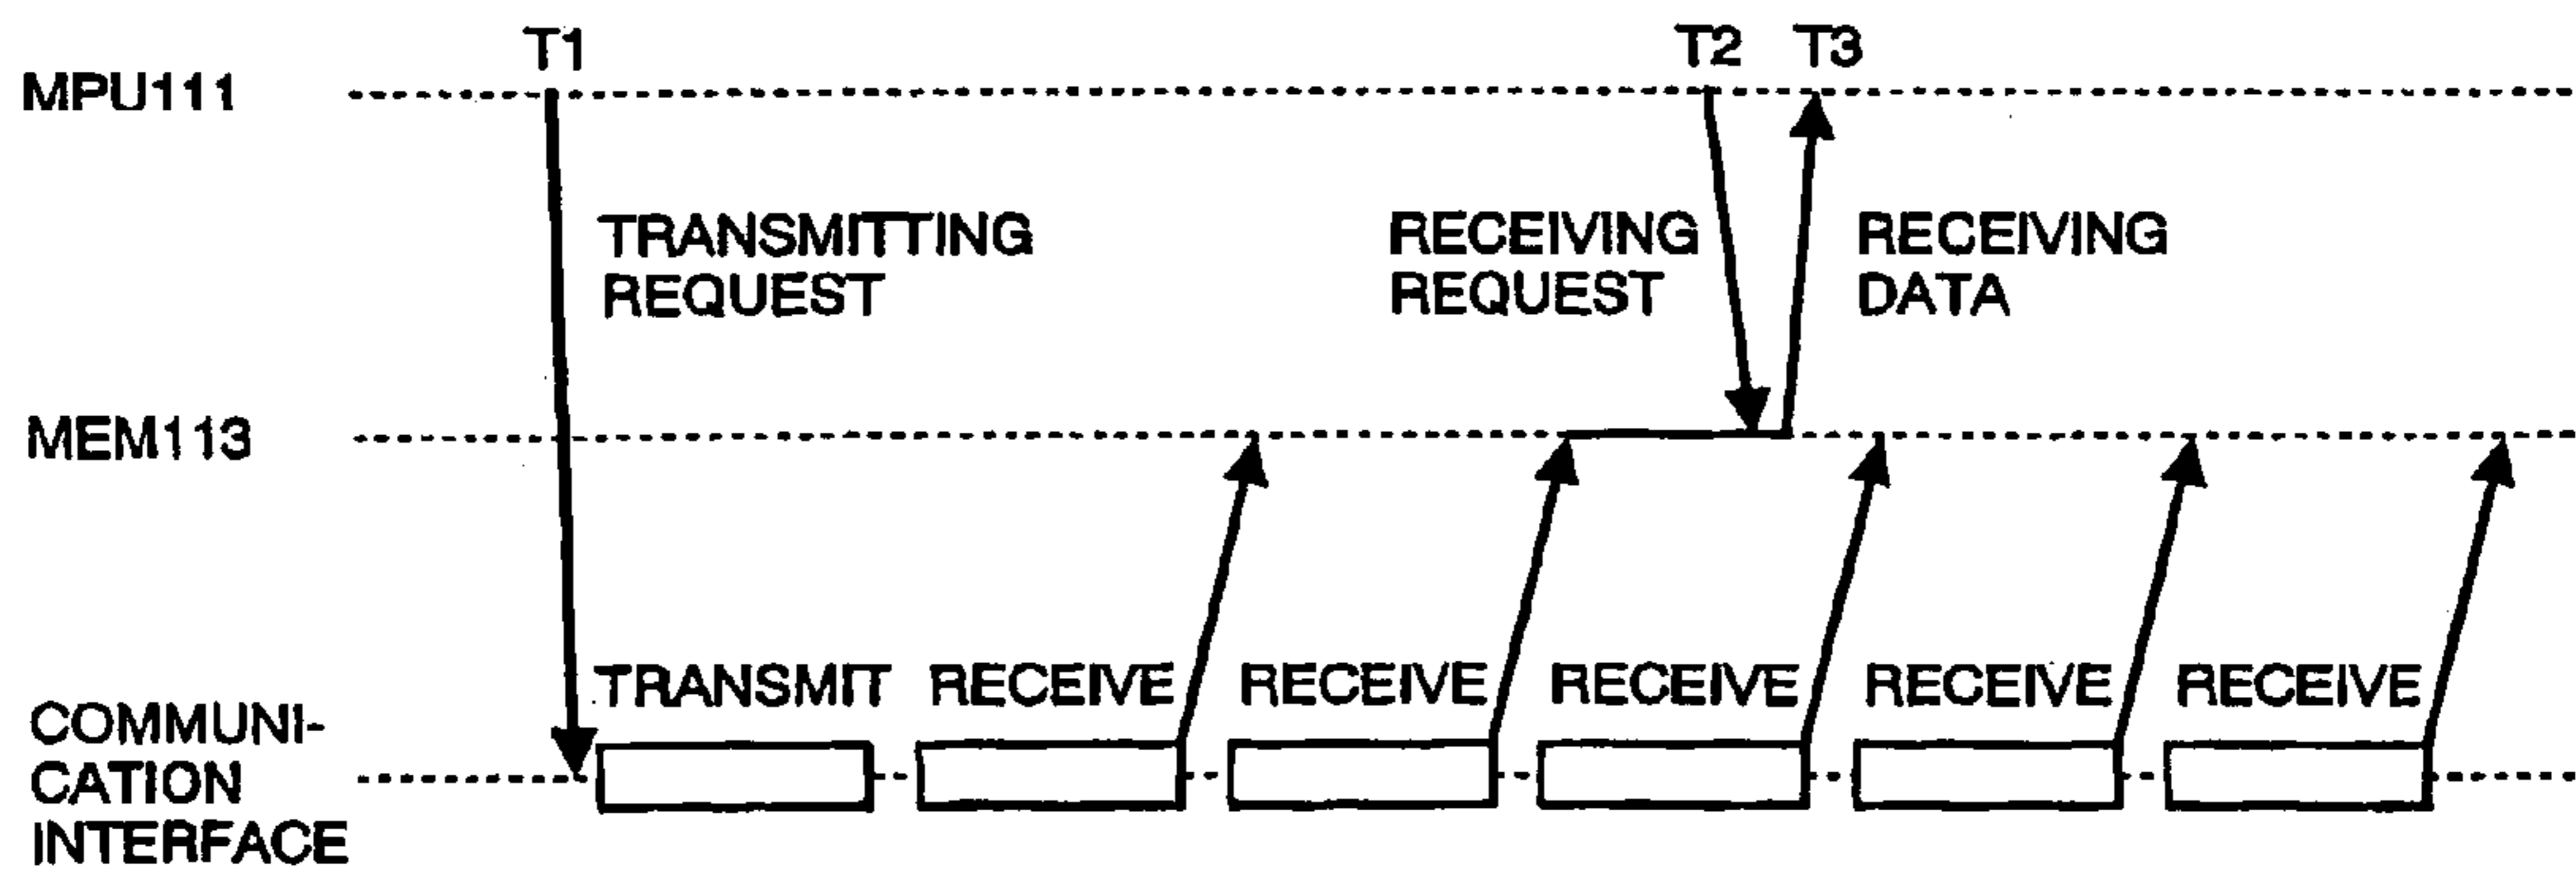 T1
T2
T3
MPU111
TRANSMITTING
REQUEST
RECEIVING
REQUEST
RECEIVING
DATA
MEM113
TRANSMIT
RECEIVE
RECEIVE
RECEIVE
RECEIVE
RECEIVE
COMMUNI-
CATION
INTERFACE